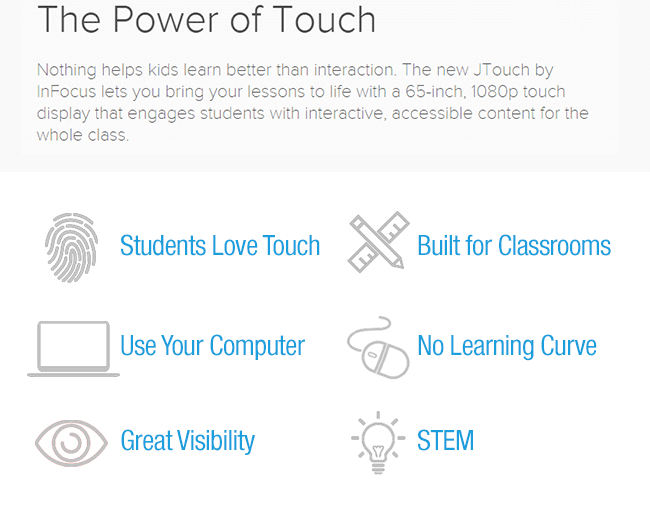 The Power of Touch
Nothing helps kids learn better than interaction. The new JTouch by
InFocus lets you bring your lessons to life with a 65-inch, 1080p touch
display that engages students with interactive, accessible content for the
whole class.
Students Love Touch
Built for Classrooms
Use Your Computer
No Learning Curve
Great Visibility
STEM